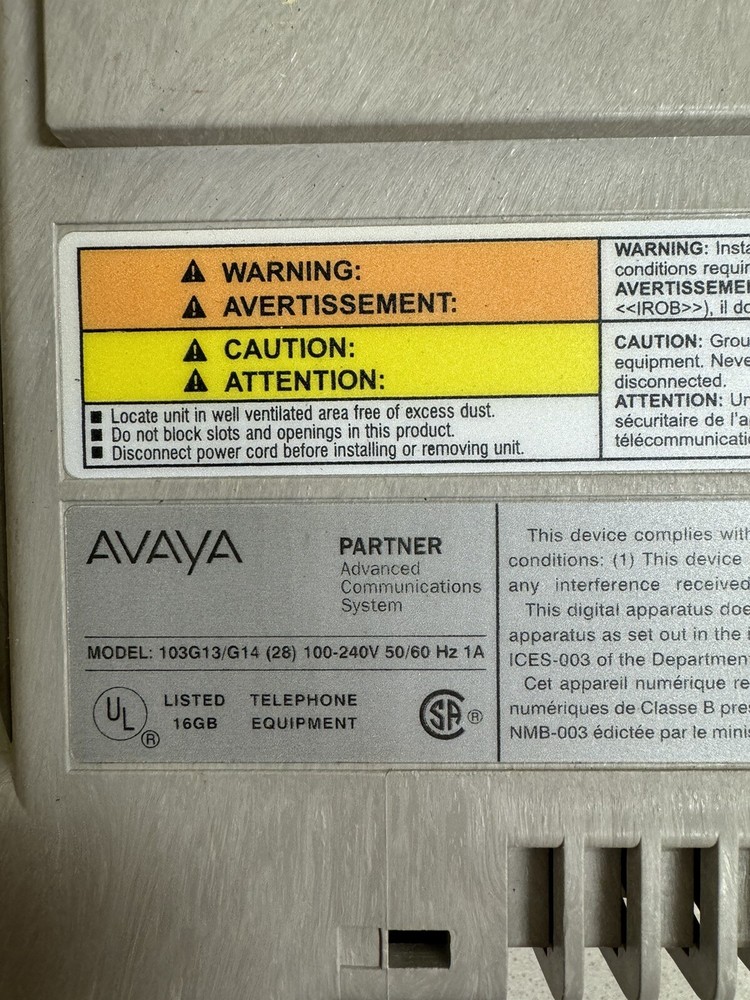 WARNING:
AVERTISSEMENT:
CAUTION:
ATTENTION:
■ Locate unit in well ventilated area free of excess dust.
■ Do not block slots and openings in this product.
■ Disconnect power cord before installing or removing unit.
WARNING: Insta
conditions requir
AVERTISSEME
<<IROB>>), il do
CAUTION: Grou
equipment. Neve
disconnected.
ATTENTION: Un
sécuritaire de l'a
télécommunicati
AVAYA
PARTNER
Advanced
Communications
System
MODEL: 103G13/G14 (28) 100-240V 50/60 Hz 1A
UL ®
LISTED TELEPHONE
16GB EQUIPMENT
SA ®
This device complies with
conditions: (1) This device
any interference received
This digital apparatus doe
apparatus as set out in the
ICES-003 of the Departmen
Cet appareil numérique re
numériques de Classe B pres
NMB-003 édictée par le minis